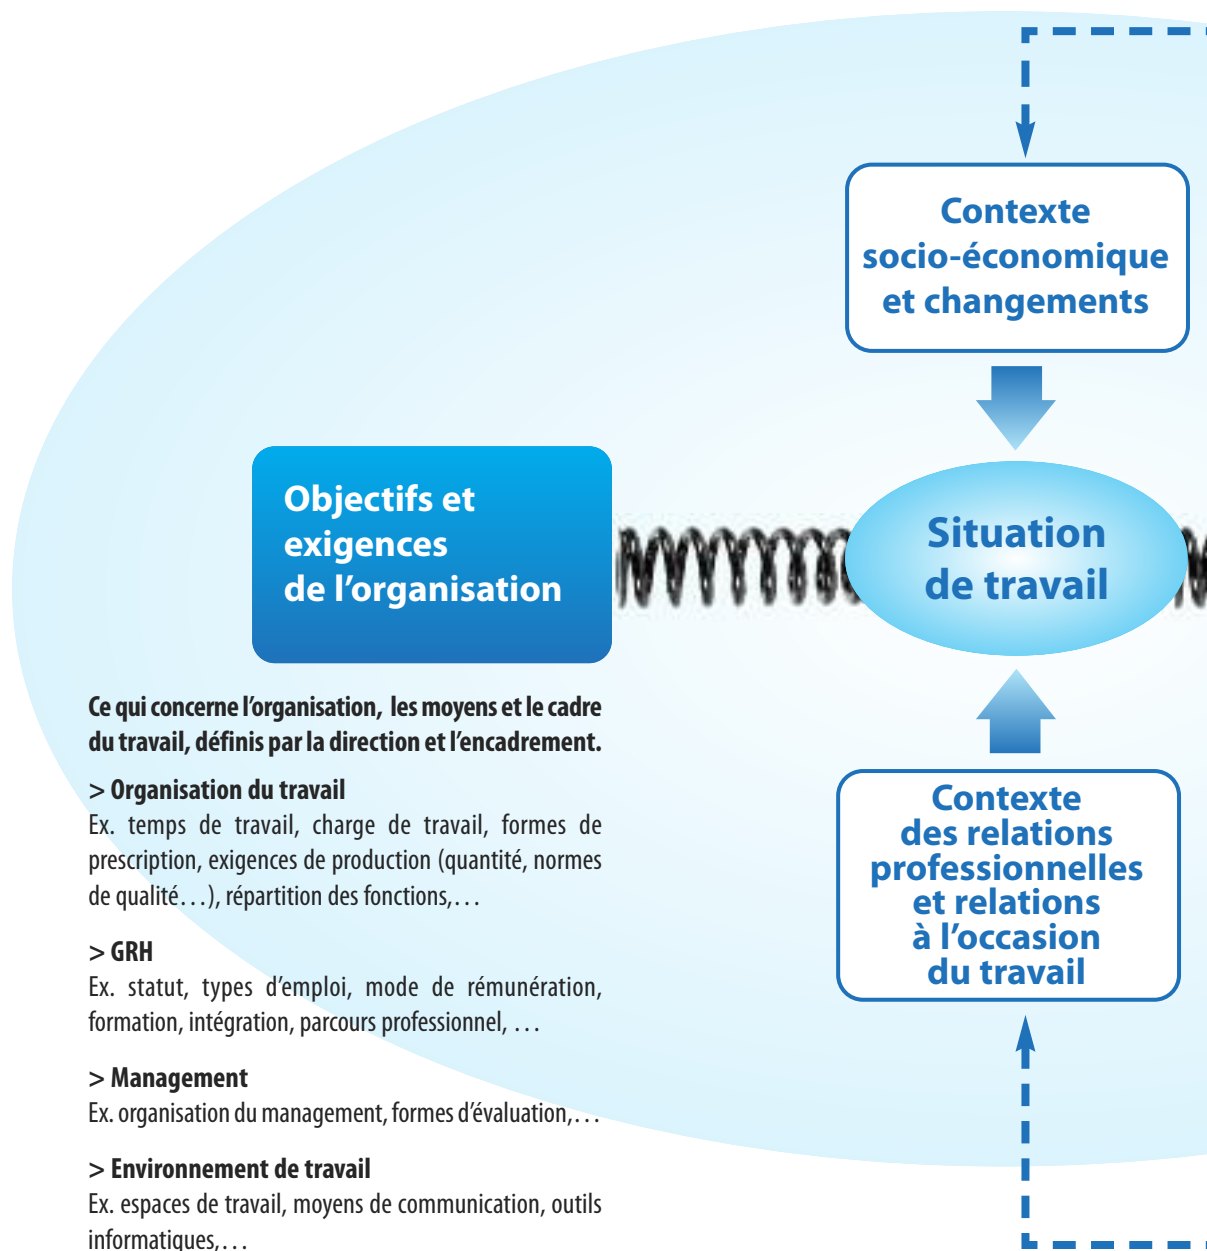 Contexte
socio-économique
et changements
Objectifs et
exigences
de l’organisation
Situation
de travail
Ce qui concerne l’organisation, les moyens et le cadre
du travail, définis par la direction et l’encadrement.
> Organisation du travail
Ex. temps de travail, charge de travail, formes de
prescription, exigences de production (quantité, normes
de qualité…), répartition des fonctions,…
> GRH
Ex. statut, types d’emploi, mode de rémunération,
formation, intégration, parcours professionnel, …
> Management
Ex. organisation du management, formes d’évaluation,…
> Environnement de travail
Ex. espaces de travail, moyens de communication, outils
informatiques,…
Contexte
des relations
professionnelles
et relations
à l’occasion
du travail